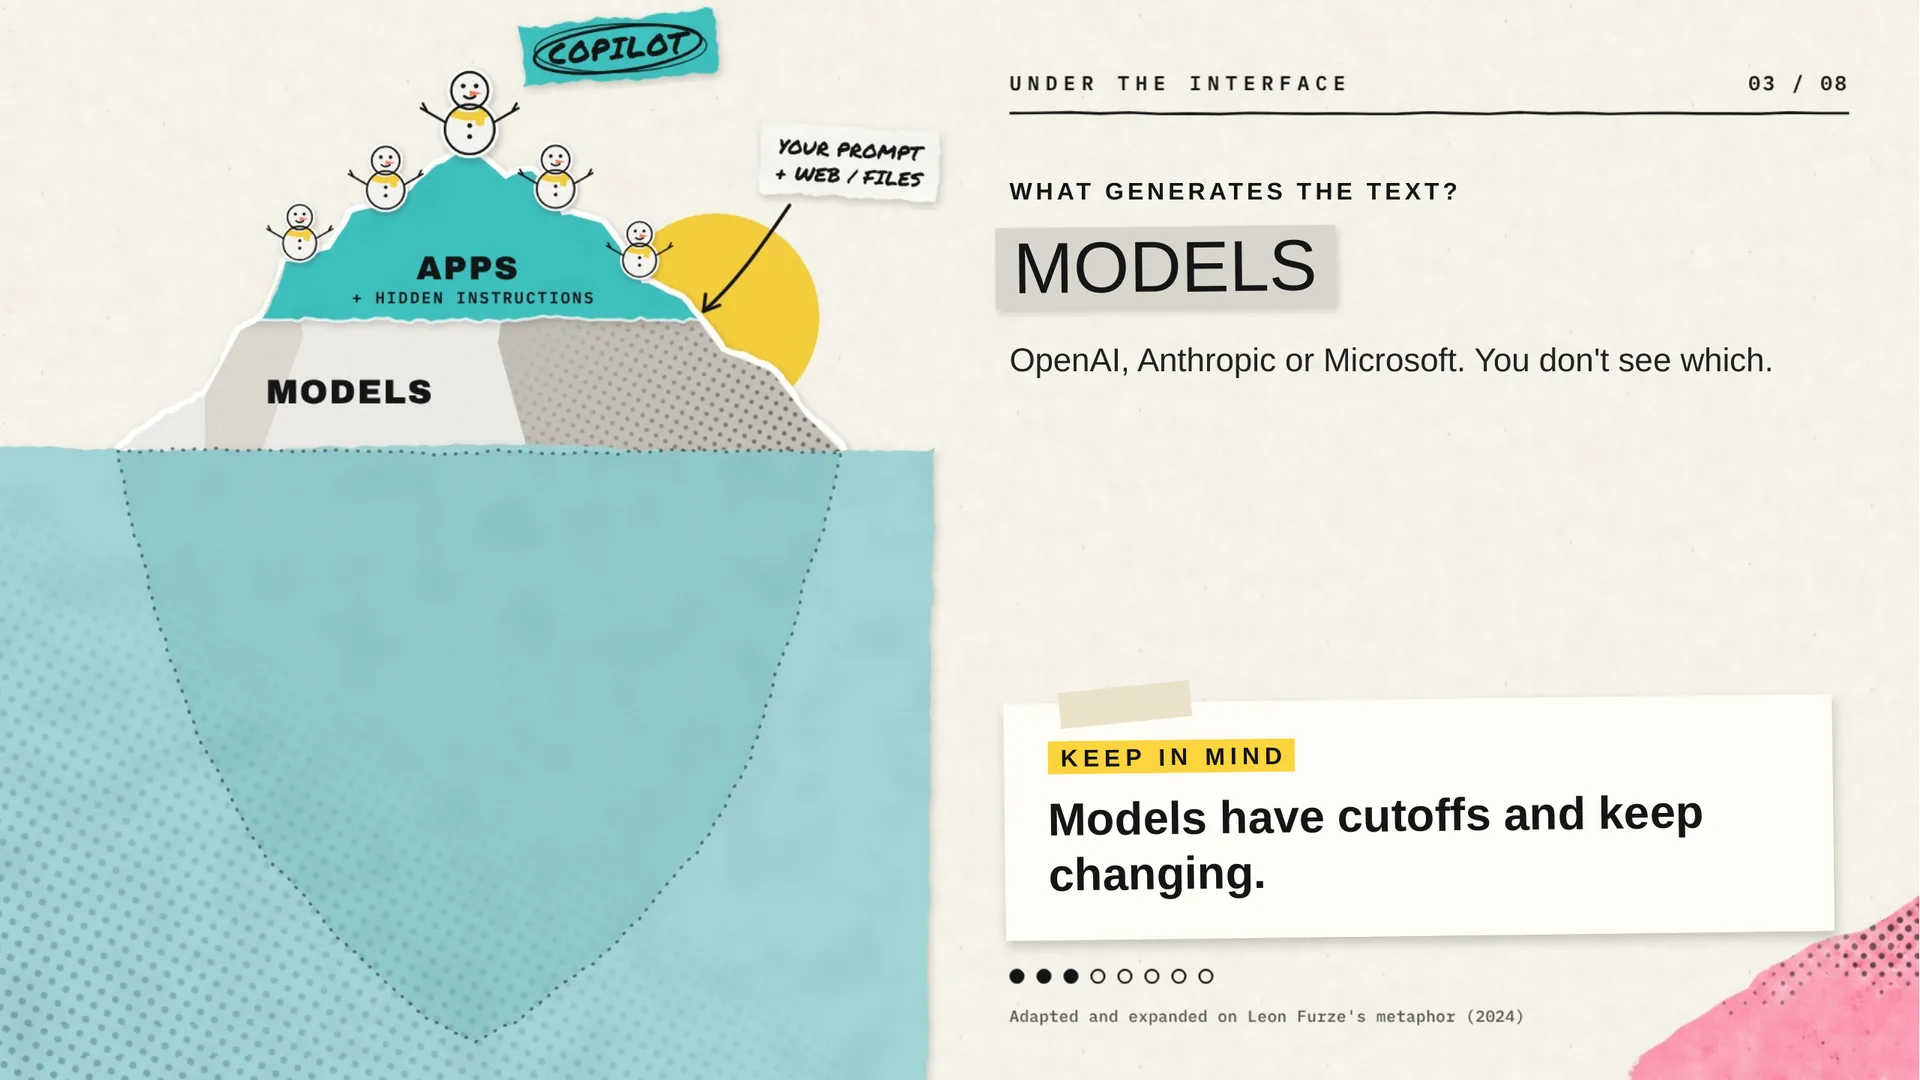 COPILOT
YOUR PROMPT
+ WEB / FILES
APPS
+ HIDDEN INSTRUCTIONS
MODELS
UNDER THE INTERFACE
03 / 08
WHAT GENERATES THE TEXT?
MODELS
OpenAI, Anthropic or Microsoft. You don't see which.
KEEP IN MIND
Models have cutoffs and keep
changing.
Adapted and expanded on Leon Furze's metaphor (2024)